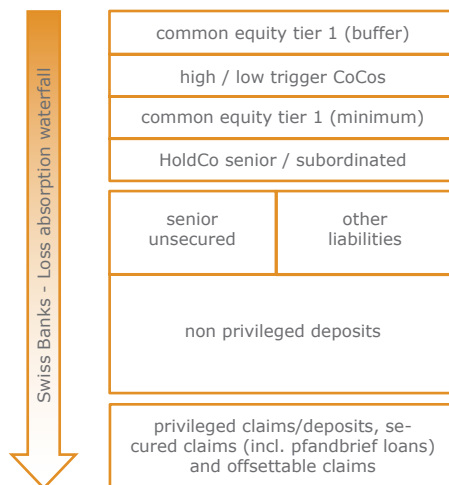 Swiss Banks - Loss absorption waterfall
common equity tier 1 (buffer)
high / low trigger CoCos
common equity tier 1 (minimum)
HoldCo senior / subordinated
senior
unsecured
other
liabilities
non privileged deposits
privileged claims/deposits, se-
cured claims (incl. pfandbrief loans)
and offsettable claims